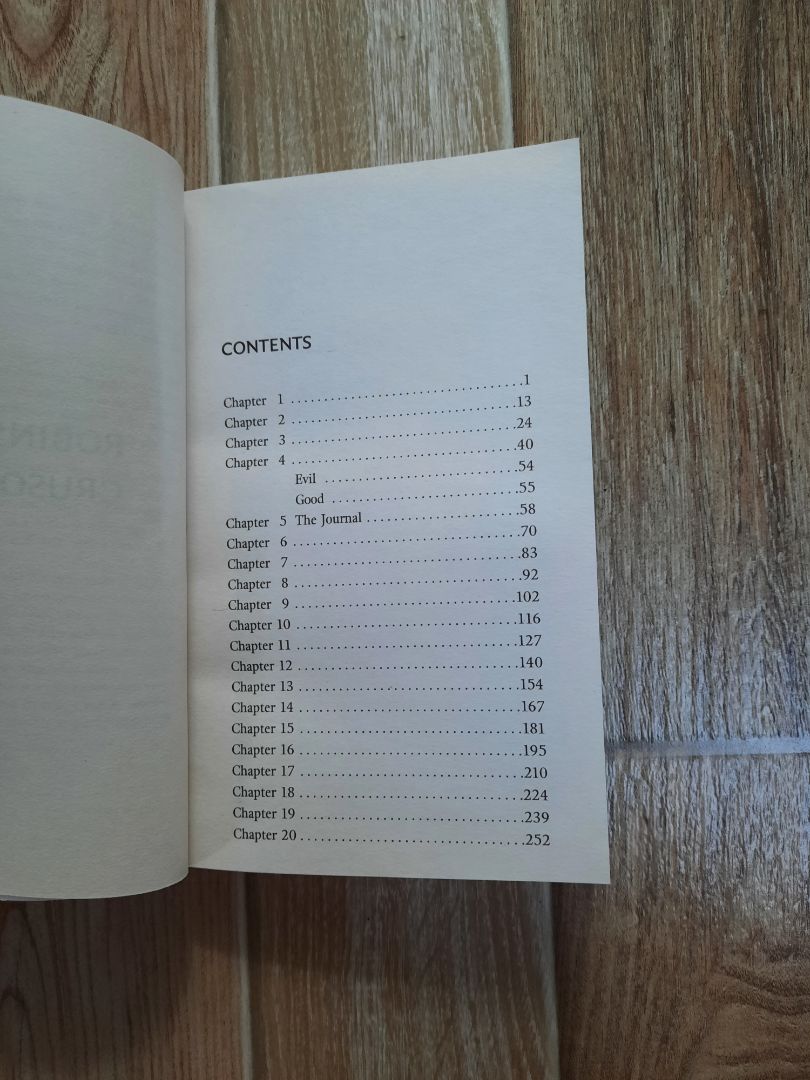 CONTENTS
Chapter 1 . . . . . . . . . . . . . . . . . . . . . . . . . . . . . . . . . . 1
Chapter 2 . . . . . . . . . . . . . . . . . . . . . . . . . . . . . . . . . 13
Chapter 3 . . . . . . . . . . . . . . . . . . . . . . . . . . . . . . . . . 24
Chapter 4 . . . . . . . . . . . . . . . . . . . . . . . . . . . . . . . . . 40
Evil . . . . . . . . . . . . . . . . . . . . . . . . . . . . 54
Good . . . . . . . . . . . . . . . . . . . . . . . . . . . 55
Chapter 5 The Journal . . . . . . . . . . . . . . . . . . . . . . 58
Chapter 6 . . . . . . . . . . . . . . . . . . . . . . . . . . . . . . . . . 70
Chapter 7 . . . . . . . . . . . . . . . . . . . . . . . . . . . . . . . . . 83
Chapter 8 . . . . . . . . . . . . . . . . . . . . . . . . . . . . . . . . . 92
Chapter 9 . . . . . . . . . . . . . . . . . . . . . . . . . . . . . . . . 102
Chapter 10 . . . . . . . . . . . . . . . . . . . . . . . . . . . . . . . . 116
Chapter 11 . . . . . . . . . . . . . . . . . . . . . . . . . . . . . . . . 127
Chapter 12 . . . . . . . . . . . . . . . . . . . . . . . . . . . . . . . . 140
Chapter 13 . . . . . . . . . . . . . . . . . . . . . . . . . . . . . . . . 154
Chapter 14 . . . . . . . . . . . . . . . . . . . . . . . . . . . . . . . . 167
Chapter 15 . . . . . . . . . . . . . . . . . . . . . . . . . . . . . . . . 181
Chapter 16 . . . . . . . . . . . . . . . . . . . . . . . . . . . . . . . . 195
Chapter 17 . . . . . . . . . . . . . . . . . . . . . . . . . . . . . . . . 210
Chapter 18 . . . . . . . . . . . . . . . . . . . . . . . . . . . . . . . . 224
Chapter 19 . . . . . . . . . . . . . . . . . . . . . . . . . . . . . . . . 239
Chapter 20 . . . . . . . . . . . . . . . . . . . . . . . . . . . . . . . . 252